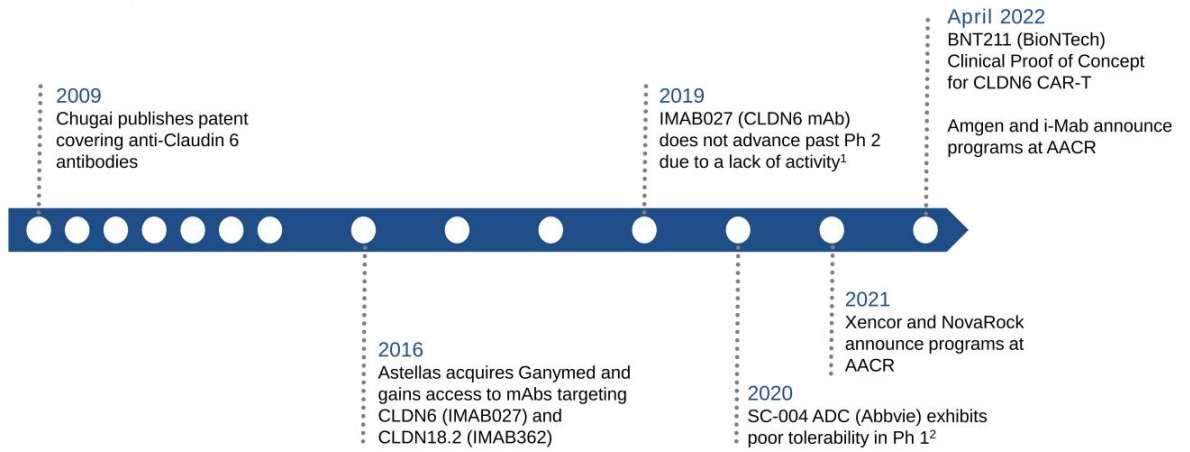 2009
Chugai publishes patent
covering anti-Claudin 6
antibodies
2016
Astellas acquires Ganymed and
gains access to mAbs targeting
CLDN6 (IMAB027) and
CLDN18.2 (IMAB362)
2019
IMAB027 (CLDN6 mAb)
does not advance past Ph 2
due to a lack of activity¹
2020
SC-004 ADC (Abbvie) exhibits
poor tolerability in Ph 1²
2021
Xencor and NovaRock
announce programs at
AACR
April 2022
BNT211 (BioNTech)
Clinical Proof of Concept
for CLDN6 CAR-T
Amgen and i-Mab announce
programs at AACR